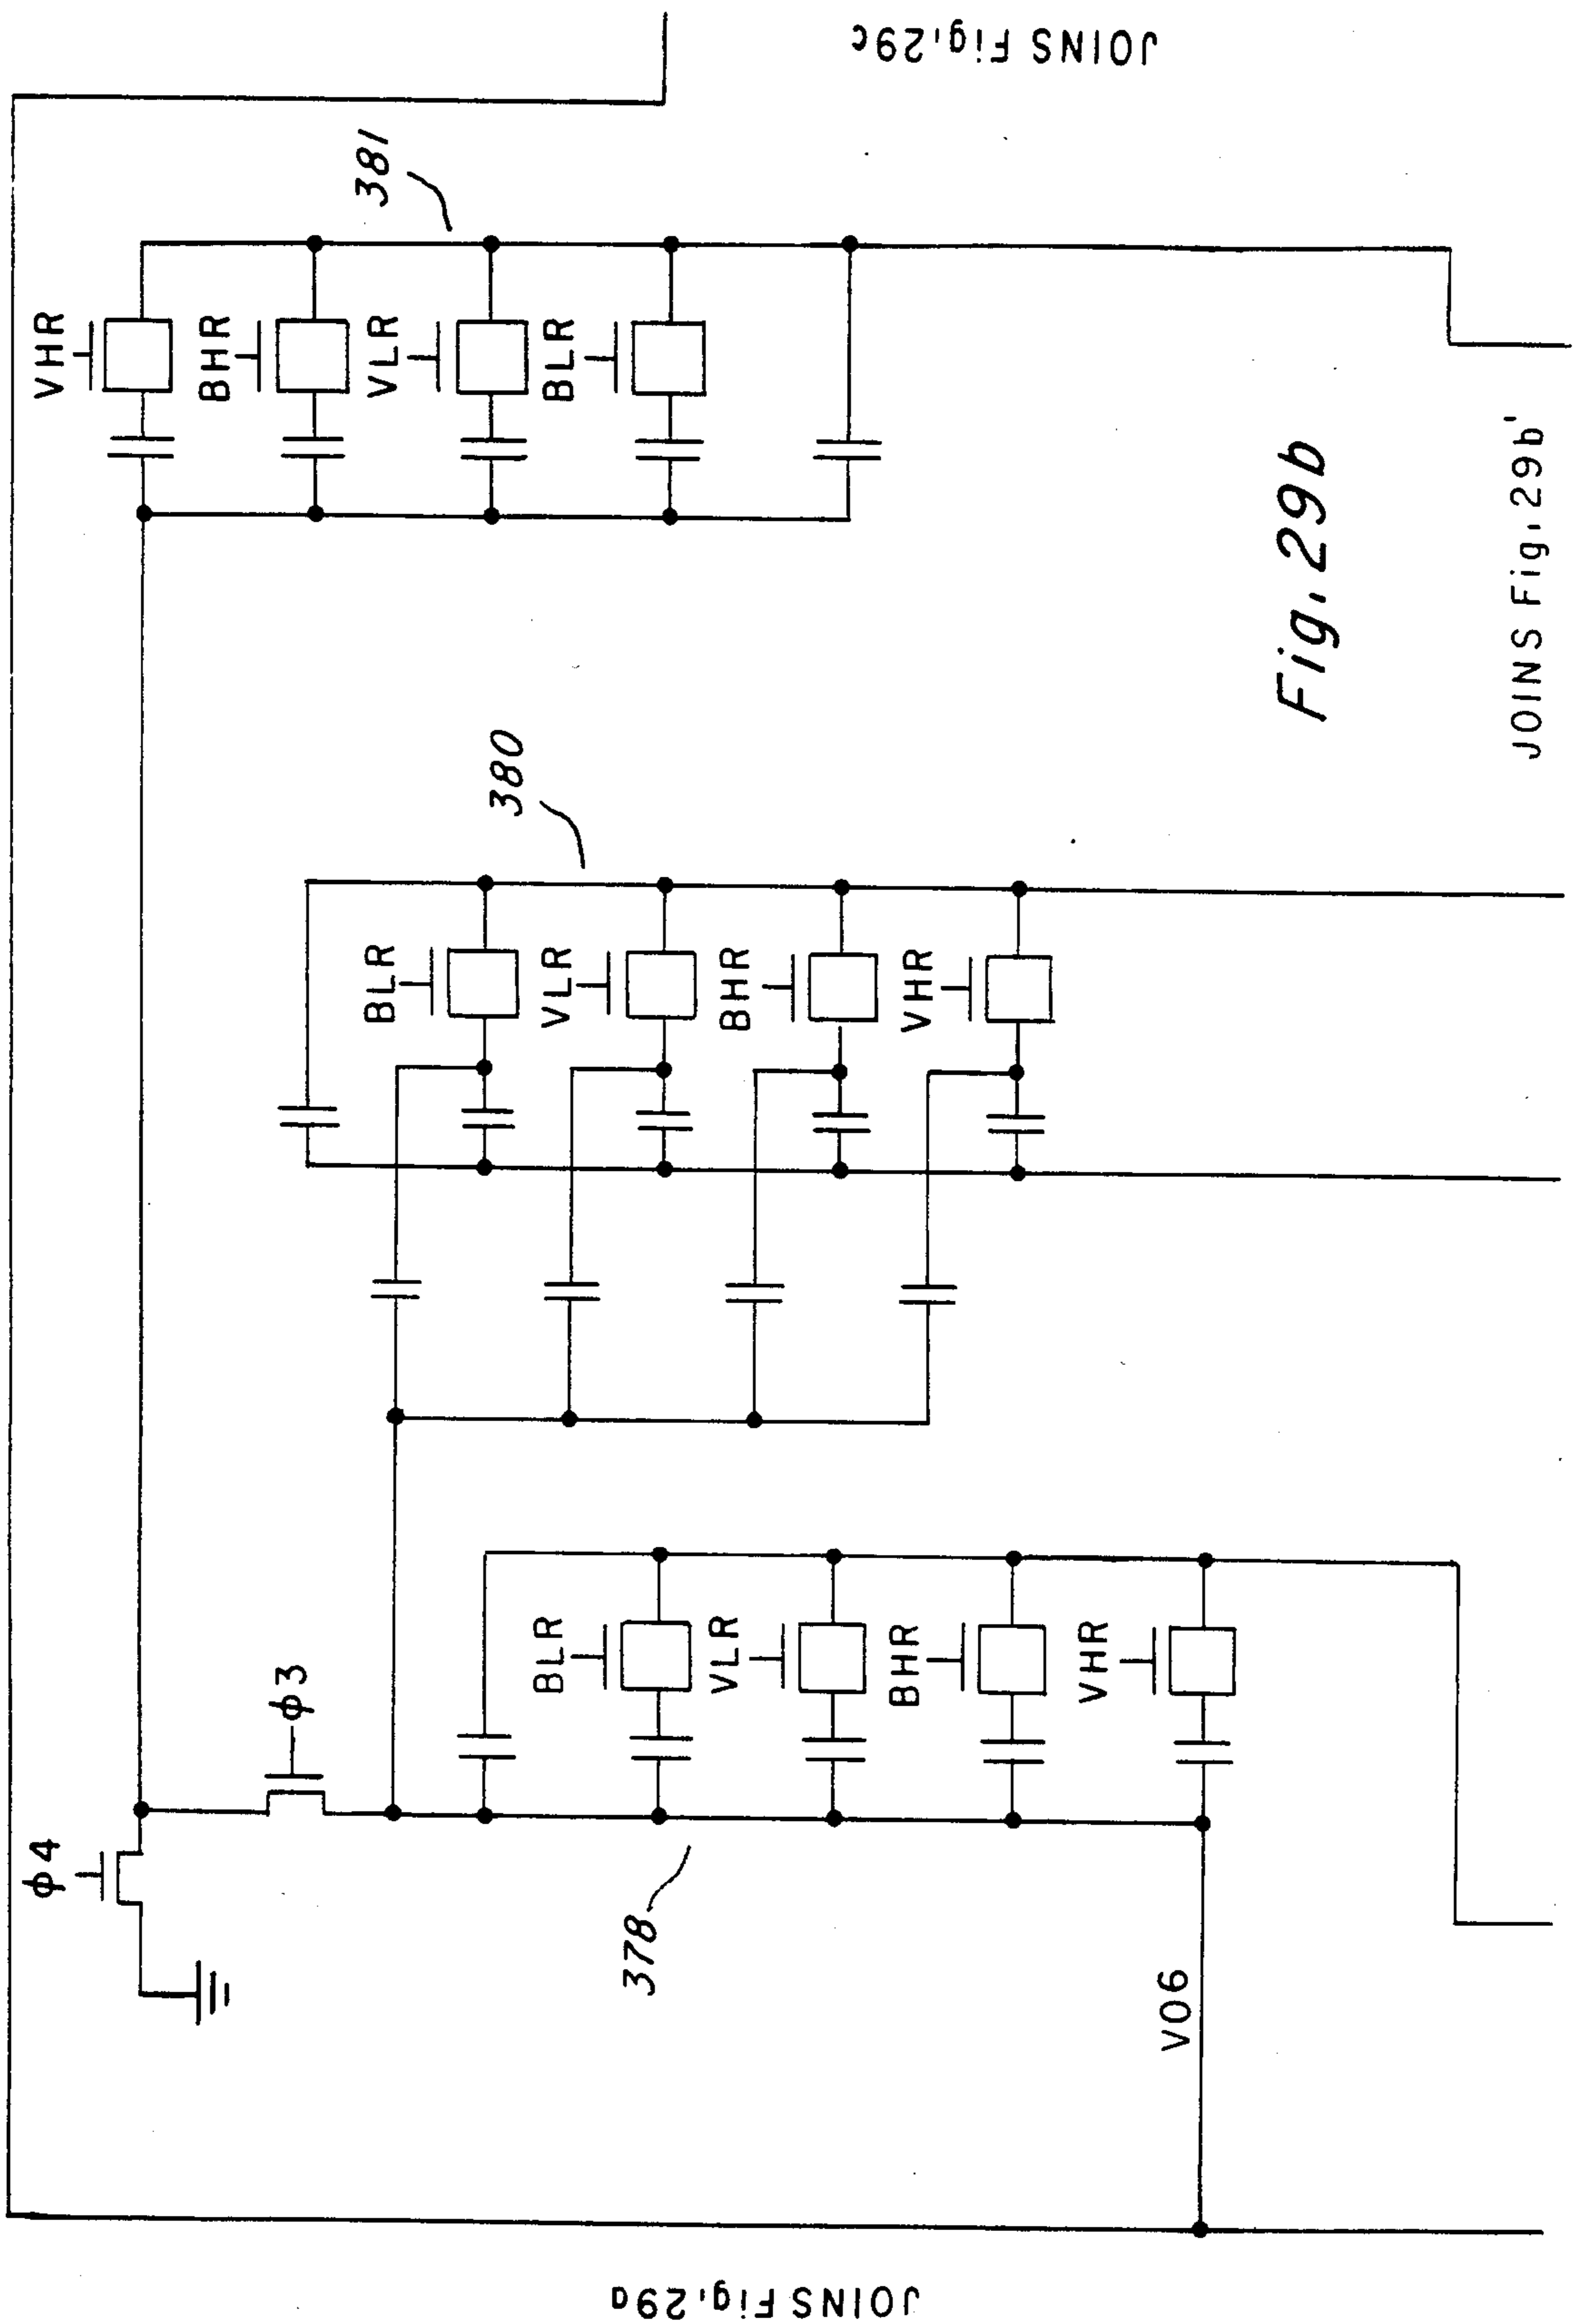 JOINS Fig. 29a
φ4
φ3
378
BLR
VLR
BHR
VHR
V06
380
BLR
VLR
BHR
VHR
381
VHR
BHR
VLR
BLR
Fig. 29b
JOINS Fig. 29b'
JOINS Fig. 29c